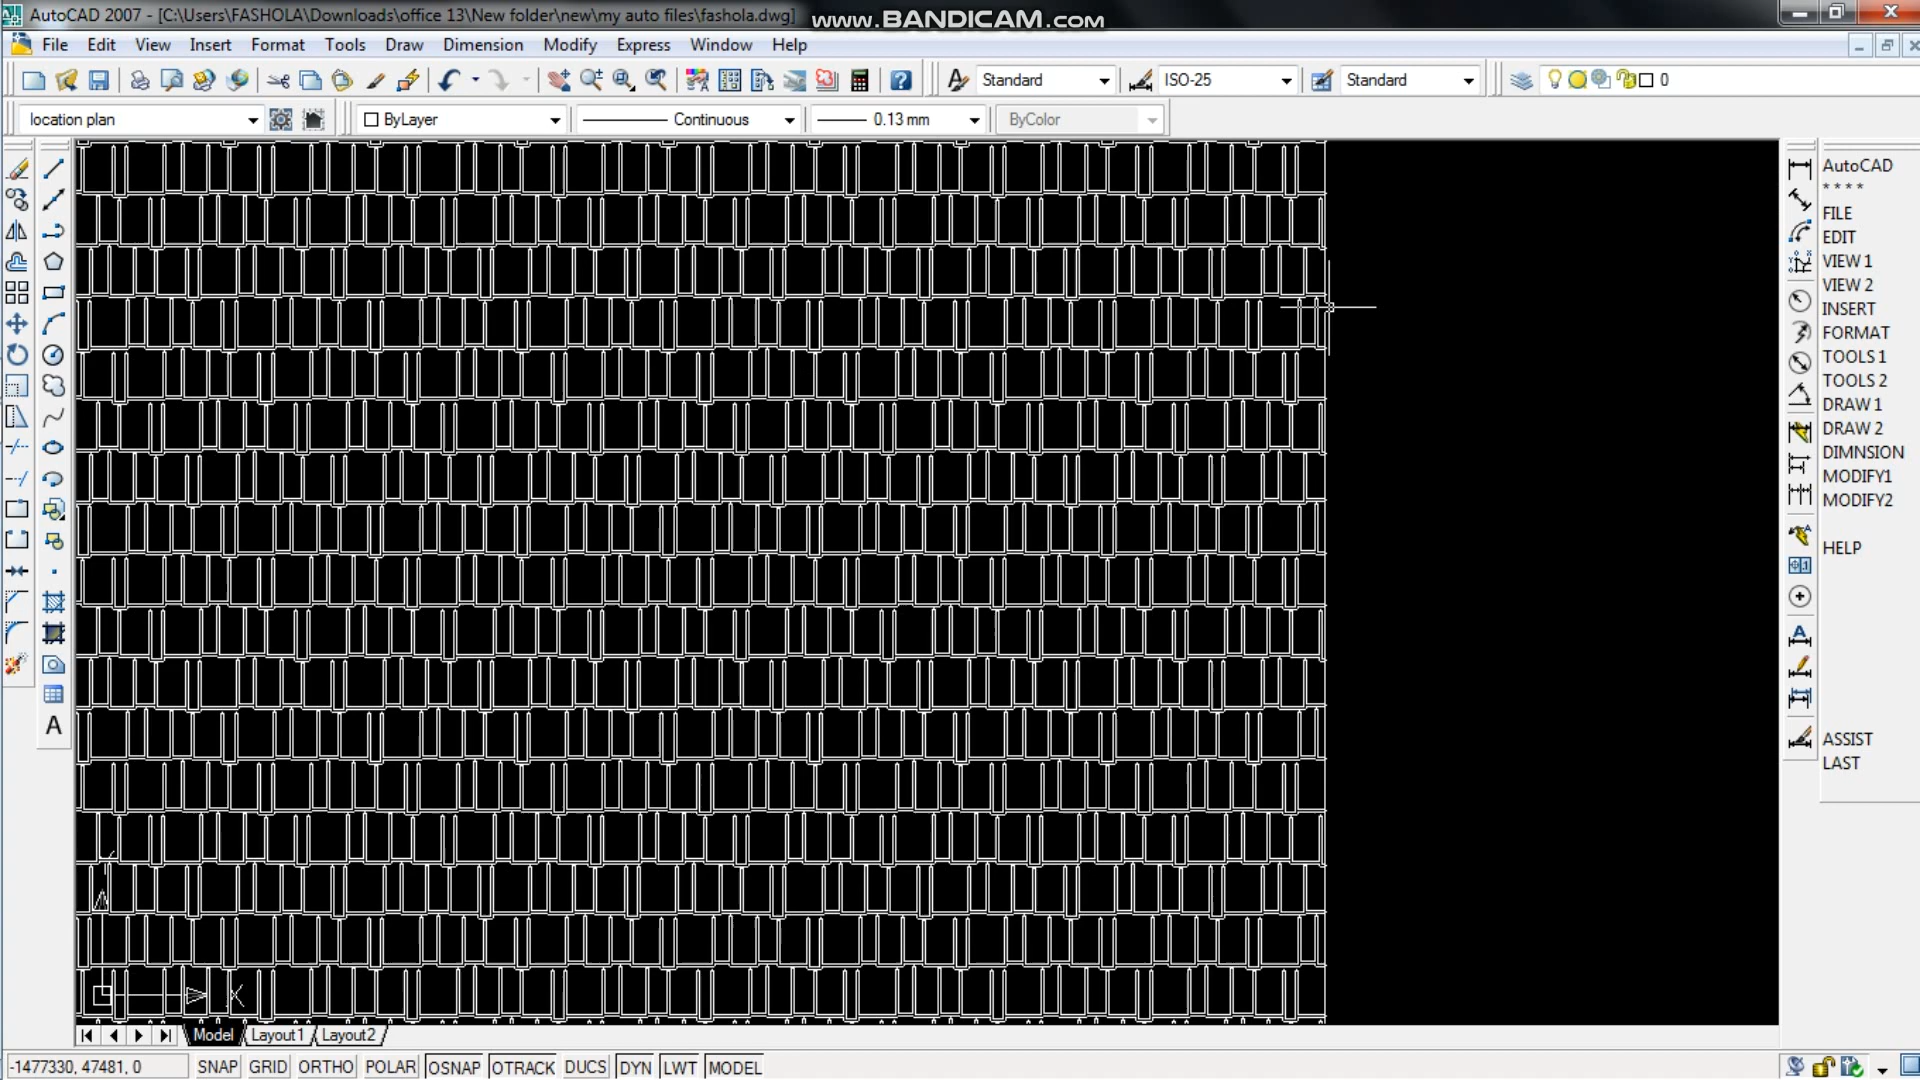 AutoCAD 2007 - [C:\Users\FASHOLA\Downloads\office 13\New folder\new\my auto files\fashola.dwg]
www.BANDICAM.com
File Edit View Insert Format Tools Draw Dimension Modify Express Window Help
Standard ISO-25 Standard 0
location plan ByLayer Continuous 0.13 mm ByColor
AutoCAD
* * * *
FILE
EDIT
VIEW 1
VIEW 2
INSERT
FORMAT
TOOLS 1
TOOLS 2
DRAW 1
DRAW 2
DIMNSION
MODIFY1
MODIFY2
HELP
ASSIST
LAST
A
X
Model Layout1 Layout2
-1477330, 47481, 0 SNAP GRID ORTHO POLAR OSNAP OTRACK DUCS DYN LWT MODEL